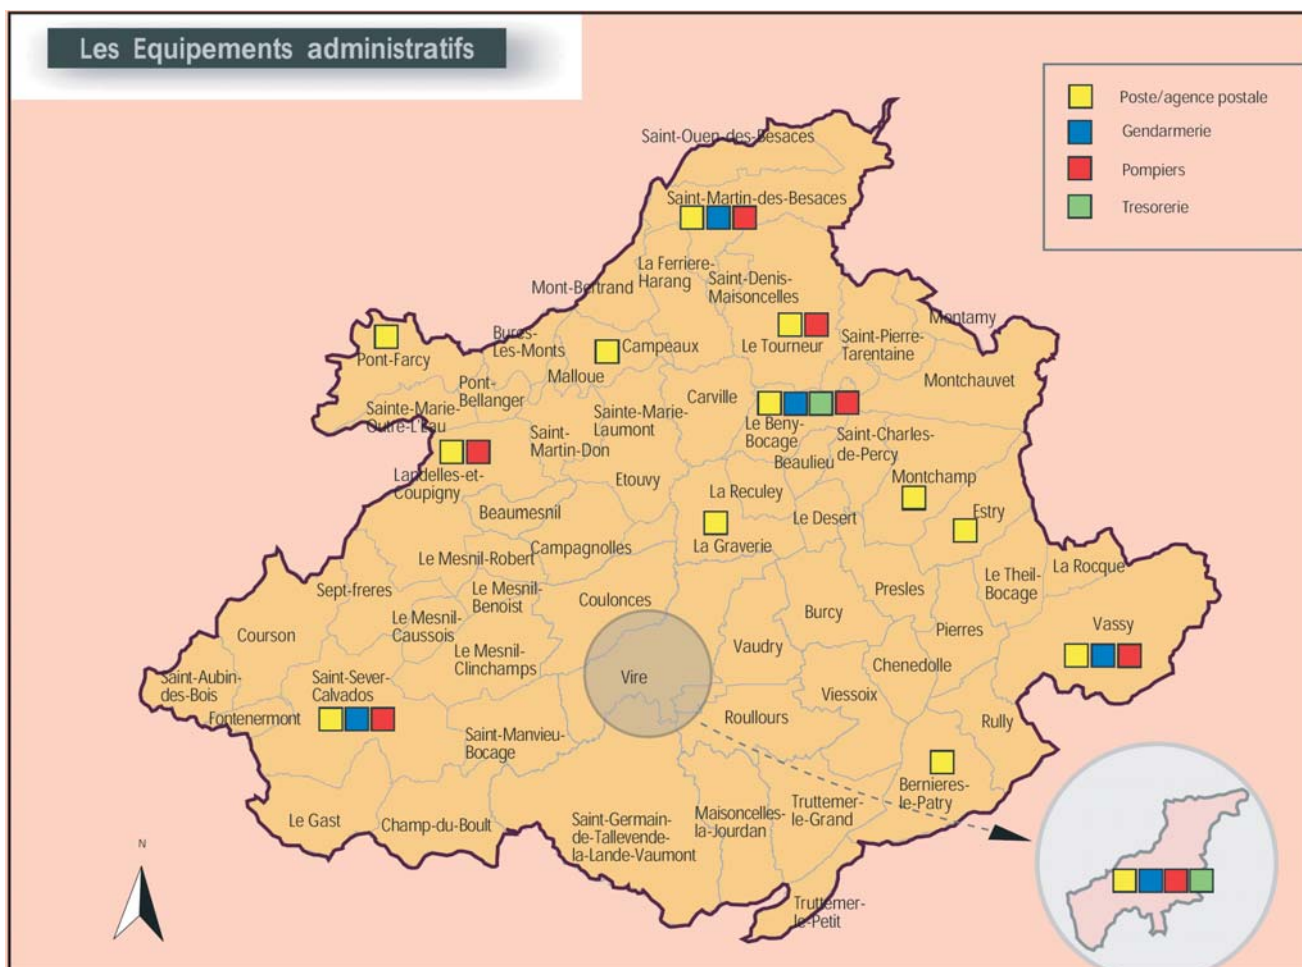 Les Equipements administratifs
Poste/agence postale
Gendarmerie
Pompiers
Tresorerie
Saint-Ouen-des-Besaces
Saint-Martin-des-Besaces
La Ferriere-
Harang
Saint-Denis-
Maisoncelles
Mont-Bertrand
Montamy
Bures-
Les-Monts
Campeaux
Le Tourneur
Saint-Pierre-
Tarentaine
Pont-Farcy
Malloue
Montchauvet
Pont-
Bellanger
Carville
Sainte-Marie-
Outre-L'Eau
Sainte-Marie-
Laumont
Le Beny-
Bocage
Saint-
Martin-Don
Saint-Charles-
de-Percy
Beaulieu
Landelles-et-
Coupigny
Etouvy
Montchamp
La Reculey
Beaumesnil
Le Desert
Estry
La Graverie
Campagnolles
Le Mesnil-Robert
La Rocque
Le Theil-
Bocage
Sept-freres
Le Mesnil-
Benoist
Presles
Coulonces
Burcy
Le Mesnil-
Caussois
Vassy
Courson
Pierres
Vaudry
Le Mesnil-
Clinchamps
Chenedolle
Saint-Aubin-
des-Bois
Saint-Sever-
Calvados
Vire
Viessoix
Fontenermont
Roullours
Rully
Saint-Manvieu-
Bocage
Bernieres-
le-Patry
Le Gast
Champ-du-Boult
Saint-Germain-
de-Tallevende-
la-Lande-Vaumont
Maisoncelles-
la-Jourdan
Truttemer-
le-Grand
Truttemer-
le-Petit
N